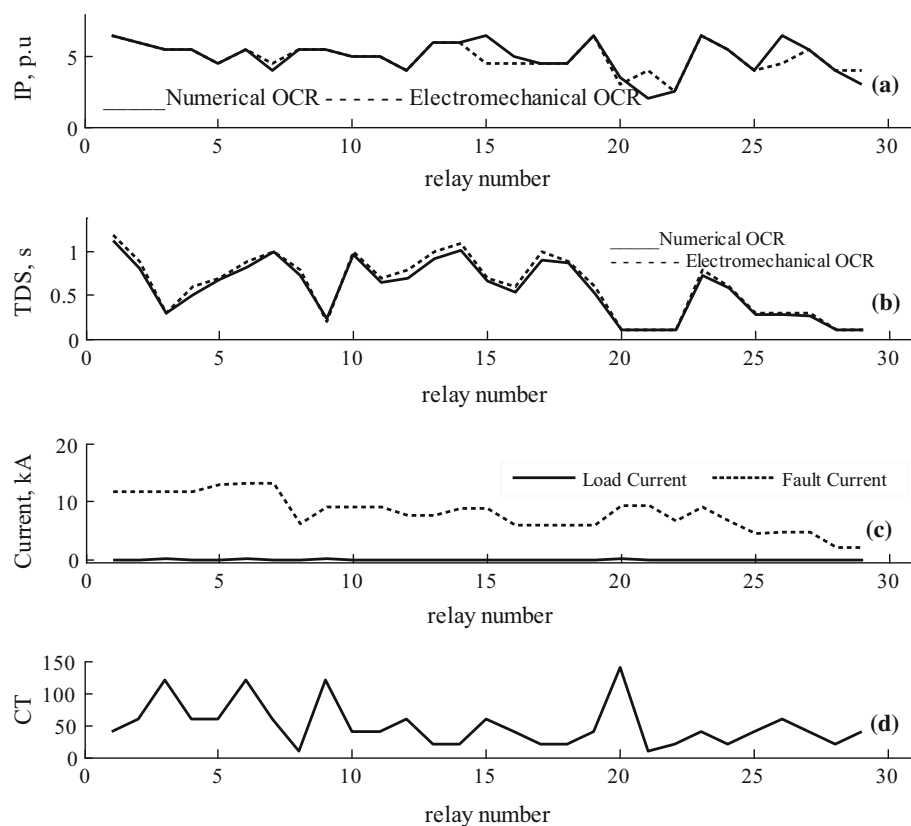 IP, p.u
5
0
_____Numerical OCR - - - - - - Electromechanical OCR
(a)
0 5 10 15 20 25 30
relay number
TDS, s
1
0.5
0
_____Numerical OCR
- - - - - - Electromechanical OCR
(b)
0 5 10 15 20 25 30
relay number
Current, kA
20
10
0
Load Current Fault Current
(c)
0 5 10 15 20 25 30
relay number
CT
150
100
50
0
(d)
0 5 10 15 20 25 30
relay number